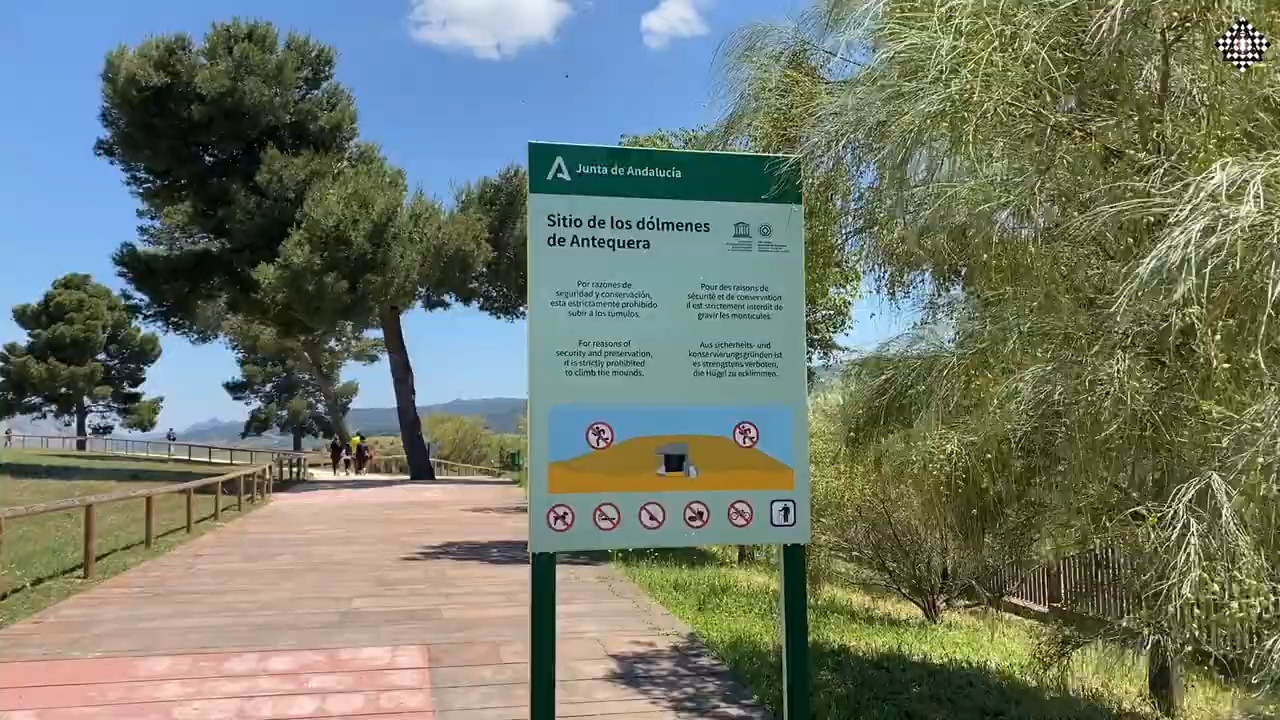 Junta de Andalucía
Sitio de los dólmenes
de Antequera
Por razones de
seguridad y conservación,
está estrictamente prohibido
subir a los túmulos.
Pour des raisons de
sécurité et de conservation
il est strictement interdit de
gravir les monticules.
For reasons of
security and preservation,
it is strictly prohibited
to climb the mounds.
Aus sicherheits- und
konservierungsgründen ist
es strengstens verboten,
die Hügel zu erklimmen.